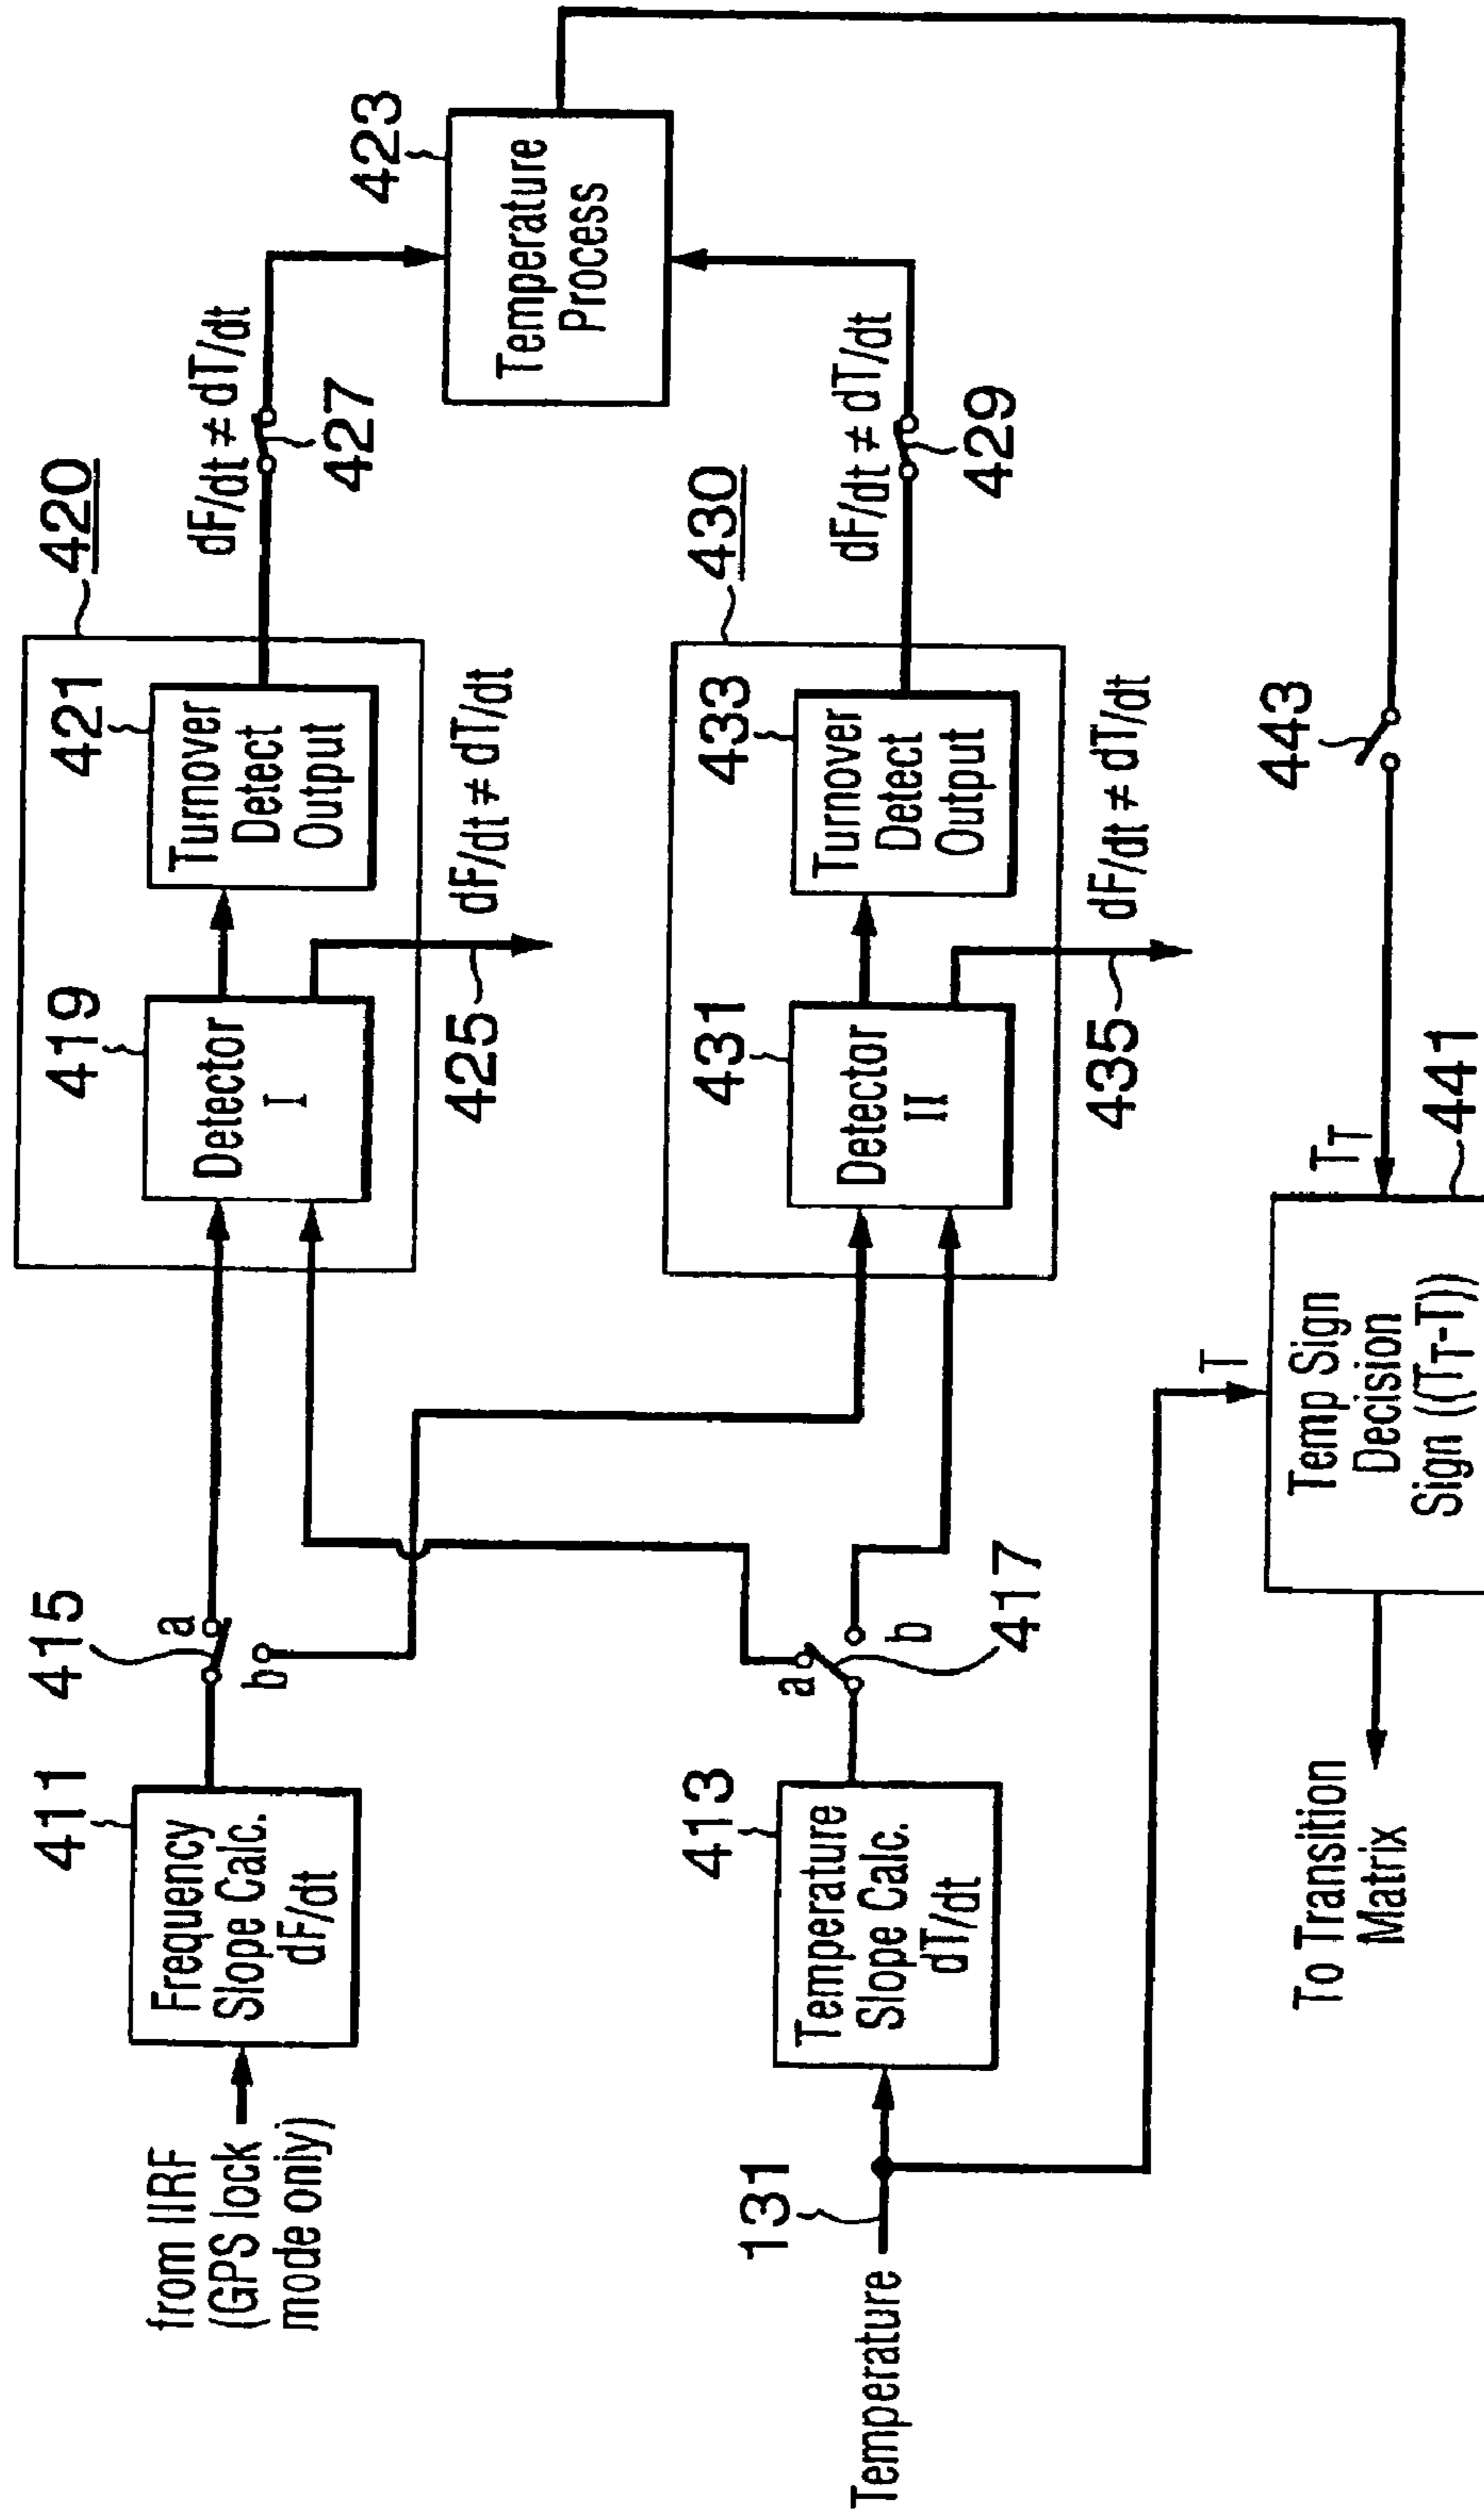 from IIRF
(GPS lock
mode only)
411
Frequency
Slope Calc.
dF/dt
415
a
b
420
419
Detector
I
421
Turnover
Detect
Output
425
dF/dt ≠ dT/dt
dF/dt ≠ dT/dt
427
423
Temperature
Process
Temperature
131
413
Temperature
Slope Calc.
dT/dt
a
b
417
430
431
Detector
II
433
Turnover
Detect
Output
435
dF/dt ≠ dT/dt
dF/dt ≠ dT/dt
429
To Transition
Matrix
T
Temp Sign
Decision
Sign ((TT-T))
TT
441
443